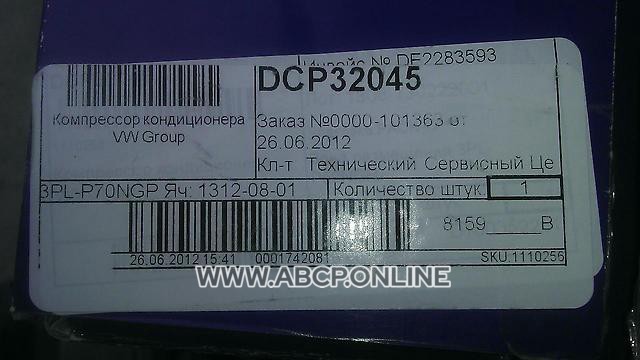 Инвойс № DE2283593
DCP32045
Компрессор кондиционера
VW Group
Заказ №0000-101363 от
26.06.2012
Кл-т Технический Сервисный Це
3PL-P70NGP Яч: 1312-08-01
Количество штук: 1
8159_____B
26.06.2012 15:41 0001742081 SKU:1110256
WWW.ABCP.ONLINE